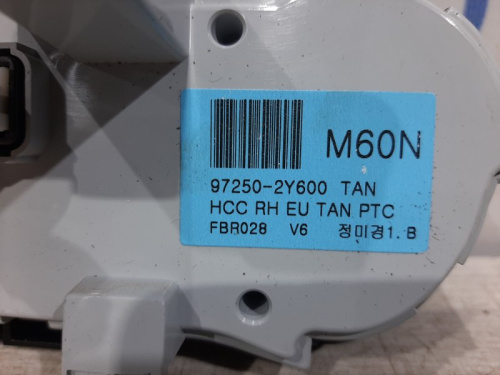 M60N
97250-2Y600 TAN
HCC RH EU TAN PTC
FBR028 V6 정미경1. B